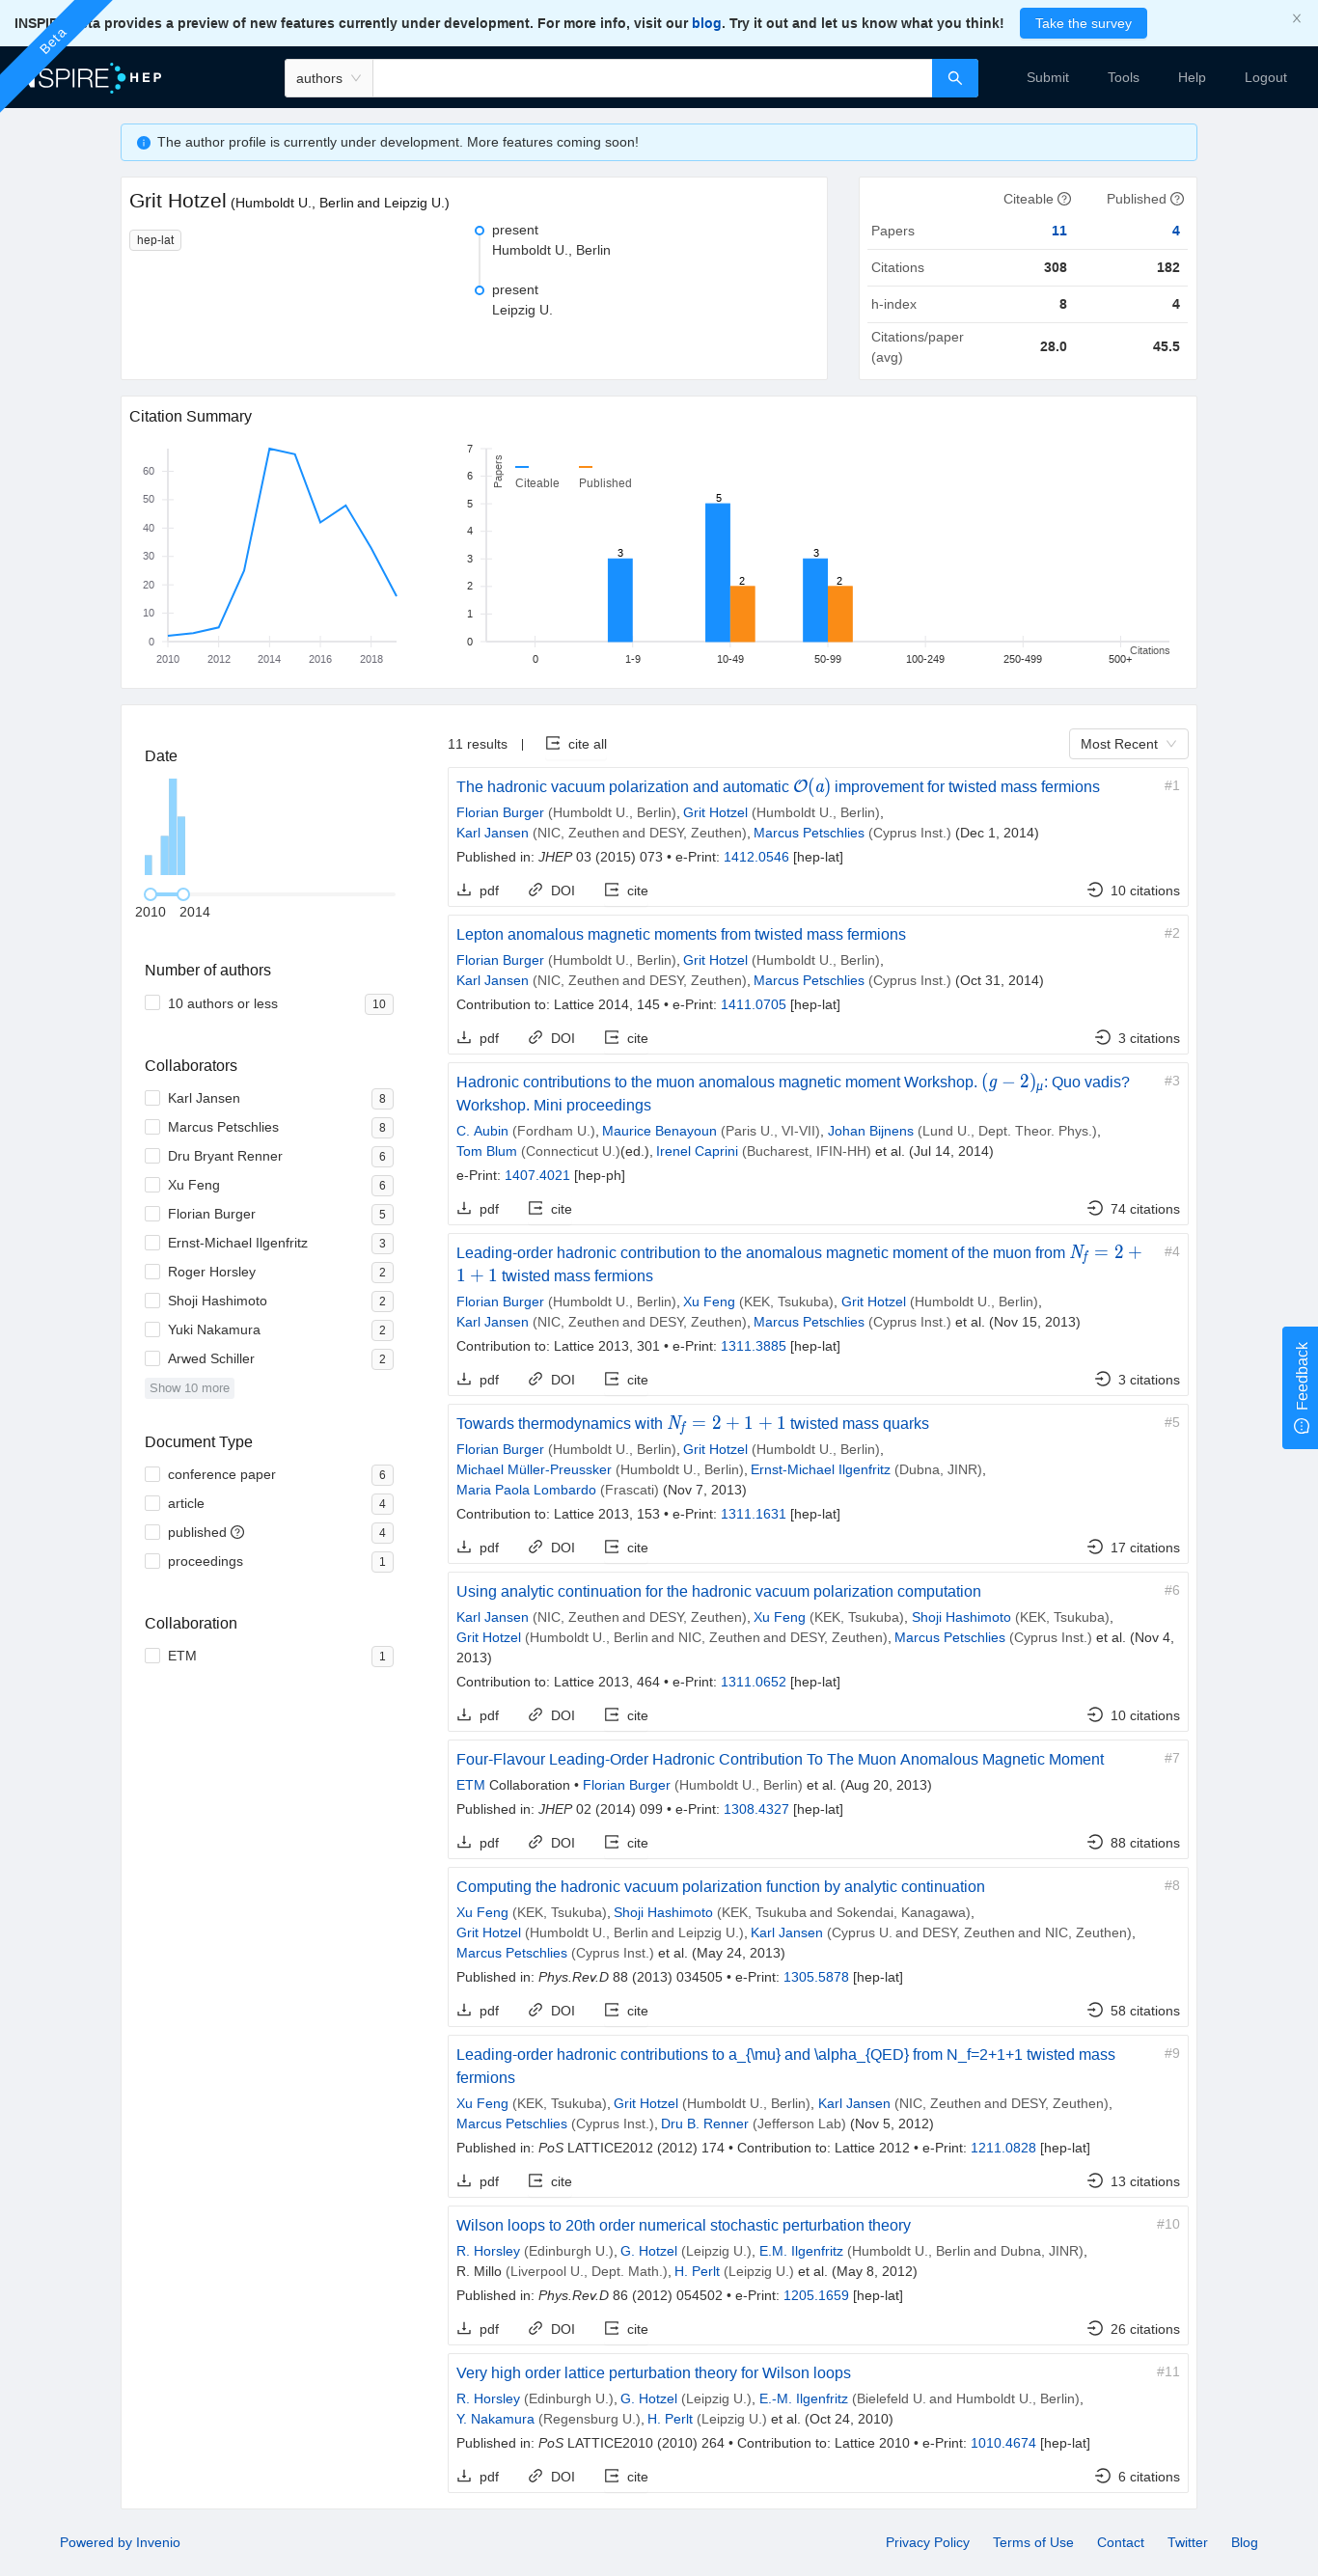 INSPIRE beta provides a preview of new features currently under development. For more info, visit our blog. Try it out and let us know what you think! Take the survey
Beta
NSPIRE HEP
authors
Submit Tools Help Logout
The author profile is currently under development. More features coming soon!
Grit Hotzel (Humboldt U., Berlin and Leipzig U.)
hep-lat
present
Humboldt U., Berlin
present
Leipzig U.
Citeable Published
Papers 11 4
Citations 308 182
h-index 8 4
Citations/paper (avg) 28.0 45.5
Citation Summary
60
50
40
30
20
10
0
2010 2012 2014 2016 2018
7
6
5
4
3
2
1
0
Papers
Citeable Published
3 5 2 3 2
0 1-9 10-49 50-99 100-249 250-499 500+
Citations
Date
2010 2014
Number of authors
10 authors or less 10
Collaborators
Karl Jansen 8
Marcus Petschlies 8
Dru Bryant Renner 6
Xu Feng 6
Florian Burger 5
Ernst-Michael Ilgenfritz 3
Roger Horsley 2
Shoji Hashimoto 2
Yuki Nakamura 2
Arwed Schiller 2
Show 10 more
Document Type
conference paper 6
article 4
published 4
proceedings 1
Collaboration
ETM 1
11 results | cite all Most Recent
The hadronic vacuum polarization and automatic 𝒪(a) improvement for twisted mass fermions #1
Florian Burger (Humboldt U., Berlin), Grit Hotzel (Humboldt U., Berlin),
Karl Jansen (NIC, Zeuthen and DESY, Zeuthen), Marcus Petschlies (Cyprus Inst.) (Dec 1, 2014)
Published in: JHEP 03 (2015) 073 • e-Print: 1412.0546 [hep-lat]
pdf DOI cite 10 citations
Lepton anomalous magnetic moments from twisted mass fermions #2
Florian Burger (Humboldt U., Berlin), Grit Hotzel (Humboldt U., Berlin),
Karl Jansen (NIC, Zeuthen and DESY, Zeuthen), Marcus Petschlies (Cyprus Inst.) (Oct 31, 2014)
Contribution to: Lattice 2014, 145 • e-Print: 1411.0705 [hep-lat]
pdf DOI cite 3 citations
Hadronic contributions to the muon anomalous magnetic moment Workshop. (g − 2)μ: Quo vadis? #3
Workshop. Mini proceedings
C. Aubin (Fordham U.), Maurice Benayoun (Paris U., VI-VII), Johan Bijnens (Lund U., Dept. Theor. Phys.),
Tom Blum (Connecticut U.)(ed.), Irenel Caprini (Bucharest, IFIN-HH) et al. (Jul 14, 2014)
e-Print: 1407.4021 [hep-ph]
pdf cite 74 citations
Leading-order hadronic contribution to the anomalous magnetic moment of the muon from Nf = 2 + #4
1 + 1 twisted mass fermions
Florian Burger (Humboldt U., Berlin), Xu Feng (KEK, Tsukuba), Grit Hotzel (Humboldt U., Berlin),
Karl Jansen (NIC, Zeuthen and DESY, Zeuthen), Marcus Petschlies (Cyprus Inst.) et al. (Nov 15, 2013)
Contribution to: Lattice 2013, 301 • e-Print: 1311.3885 [hep-lat]
pdf DOI cite 3 citations
Towards thermodynamics with Nf = 2 + 1 + 1 twisted mass quarks #5
Florian Burger (Humboldt U., Berlin), Grit Hotzel (Humboldt U., Berlin),
Michael Müller-Preussker (Humboldt U., Berlin), Ernst-Michael Ilgenfritz (Dubna, JINR),
Maria Paola Lombardo (Frascati) (Nov 7, 2013)
Contribution to: Lattice 2013, 153 • e-Print: 1311.1631 [hep-lat]
pdf DOI cite 17 citations
Using analytic continuation for the hadronic vacuum polarization computation #6
Karl Jansen (NIC, Zeuthen and DESY, Zeuthen), Xu Feng (KEK, Tsukuba), Shoji Hashimoto (KEK, Tsukuba),
Grit Hotzel (Humboldt U., Berlin and NIC, Zeuthen and DESY, Zeuthen), Marcus Petschlies (Cyprus Inst.) et al. (Nov 4,
2013)
Contribution to: Lattice 2013, 464 • e-Print: 1311.0652 [hep-lat]
pdf DOI cite 10 citations
Four-Flavour Leading-Order Hadronic Contribution To The Muon Anomalous Magnetic Moment #7
ETM Collaboration • Florian Burger (Humboldt U., Berlin) et al. (Aug 20, 2013)
Published in: JHEP 02 (2014) 099 • e-Print: 1308.4327 [hep-lat]
pdf DOI cite 88 citations
Computing the hadronic vacuum polarization function by analytic continuation #8
Xu Feng (KEK, Tsukuba), Shoji Hashimoto (KEK, Tsukuba and Sokendai, Kanagawa),
Grit Hotzel (Humboldt U., Berlin and Leipzig U.), Karl Jansen (Cyprus U. and DESY, Zeuthen and NIC, Zeuthen),
Marcus Petschlies (Cyprus Inst.) et al. (May 24, 2013)
Published in: Phys.Rev.D 88 (2013) 034505 • e-Print: 1305.5878 [hep-lat]
pdf DOI cite 58 citations
Leading-order hadronic contributions to a_{\mu} and \alpha_{QED} from N_f=2+1+1 twisted mass #9
fermions
Xu Feng (KEK, Tsukuba), Grit Hotzel (Humboldt U., Berlin), Karl Jansen (NIC, Zeuthen and DESY, Zeuthen),
Marcus Petschlies (Cyprus Inst.), Dru B. Renner (Jefferson Lab) (Nov 5, 2012)
Published in: PoS LATTICE2012 (2012) 174 • Contribution to: Lattice 2012 • e-Print: 1211.0828 [hep-lat]
pdf cite 13 citations
Wilson loops to 20th order numerical stochastic perturbation theory #10
R. Horsley (Edinburgh U.), G. Hotzel (Leipzig U.), E.M. Ilgenfritz (Humboldt U., Berlin and Dubna, JINR),
R. Millo (Liverpool U., Dept. Math.), H. Perlt (Leipzig U.) et al. (May 8, 2012)
Published in: Phys.Rev.D 86 (2012) 054502 • e-Print: 1205.1659 [hep-lat]
pdf DOI cite 26 citations
Very high order lattice perturbation theory for Wilson loops #11
R. Horsley (Edinburgh U.), G. Hotzel (Leipzig U.), E.-M. Ilgenfritz (Bielefeld U. and Humboldt U., Berlin),
Y. Nakamura (Regensburg U.), H. Perlt (Leipzig U.) et al. (Oct 24, 2010)
Published in: PoS LATTICE2010 (2010) 264 • Contribution to: Lattice 2010 • e-Print: 1010.4674 [hep-lat]
pdf DOI cite 6 citations
Feedback
Powered by Invenio
Privacy Policy Terms of Use Contact Twitter Blog